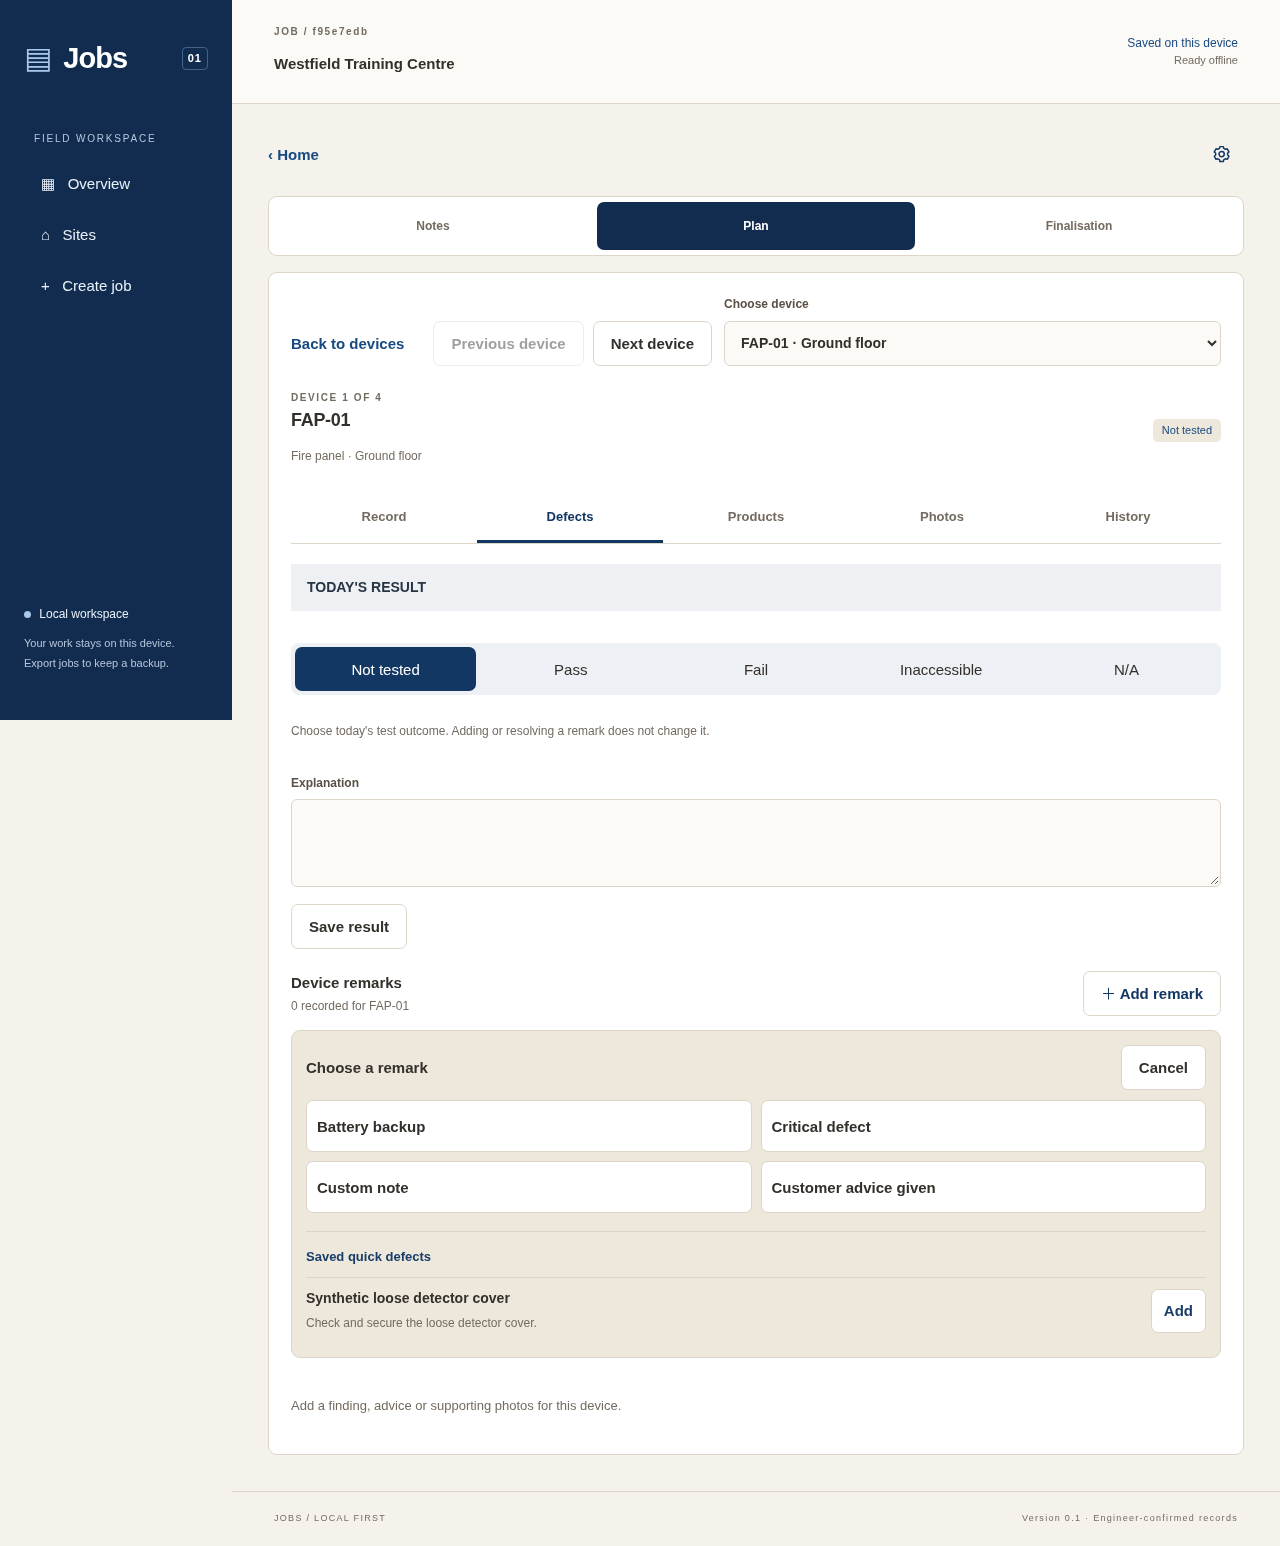 Jobs
01
FIELD WORKSPACE
Overview
Sites
+ Create job
Local workspace
Your work stays on this device.
Export jobs to keep a backup.
JOB / f95e7edb
Westfield Training Centre
Saved on this device
Ready offline
‹ Home
Notes
Plan
Finalisation
Choose device
Back to devices
Previous device
Next device
FAP-01 · Ground floor
DEVICE 1 OF 4
FAP-01
Not tested
Fire panel · Ground floor
Record
Defects
Products
Photos
History
TODAY'S RESULT
Not tested
Pass
Fail
Inaccessible
N/A
Choose today's test outcome. Adding or resolving a remark does not change it.
Explanation
Save result
Device remarks
0 recorded for FAP-01
+ Add remark
Choose a remark
Cancel
Battery backup
Critical defect
Custom note
Customer advice given
Saved quick defects
Synthetic loose detector cover
Check and secure the loose detector cover.
Add
Add a finding, advice or supporting photos for this device.
JOBS / LOCAL FIRST
Version 0.1 · Engineer-confirmed records